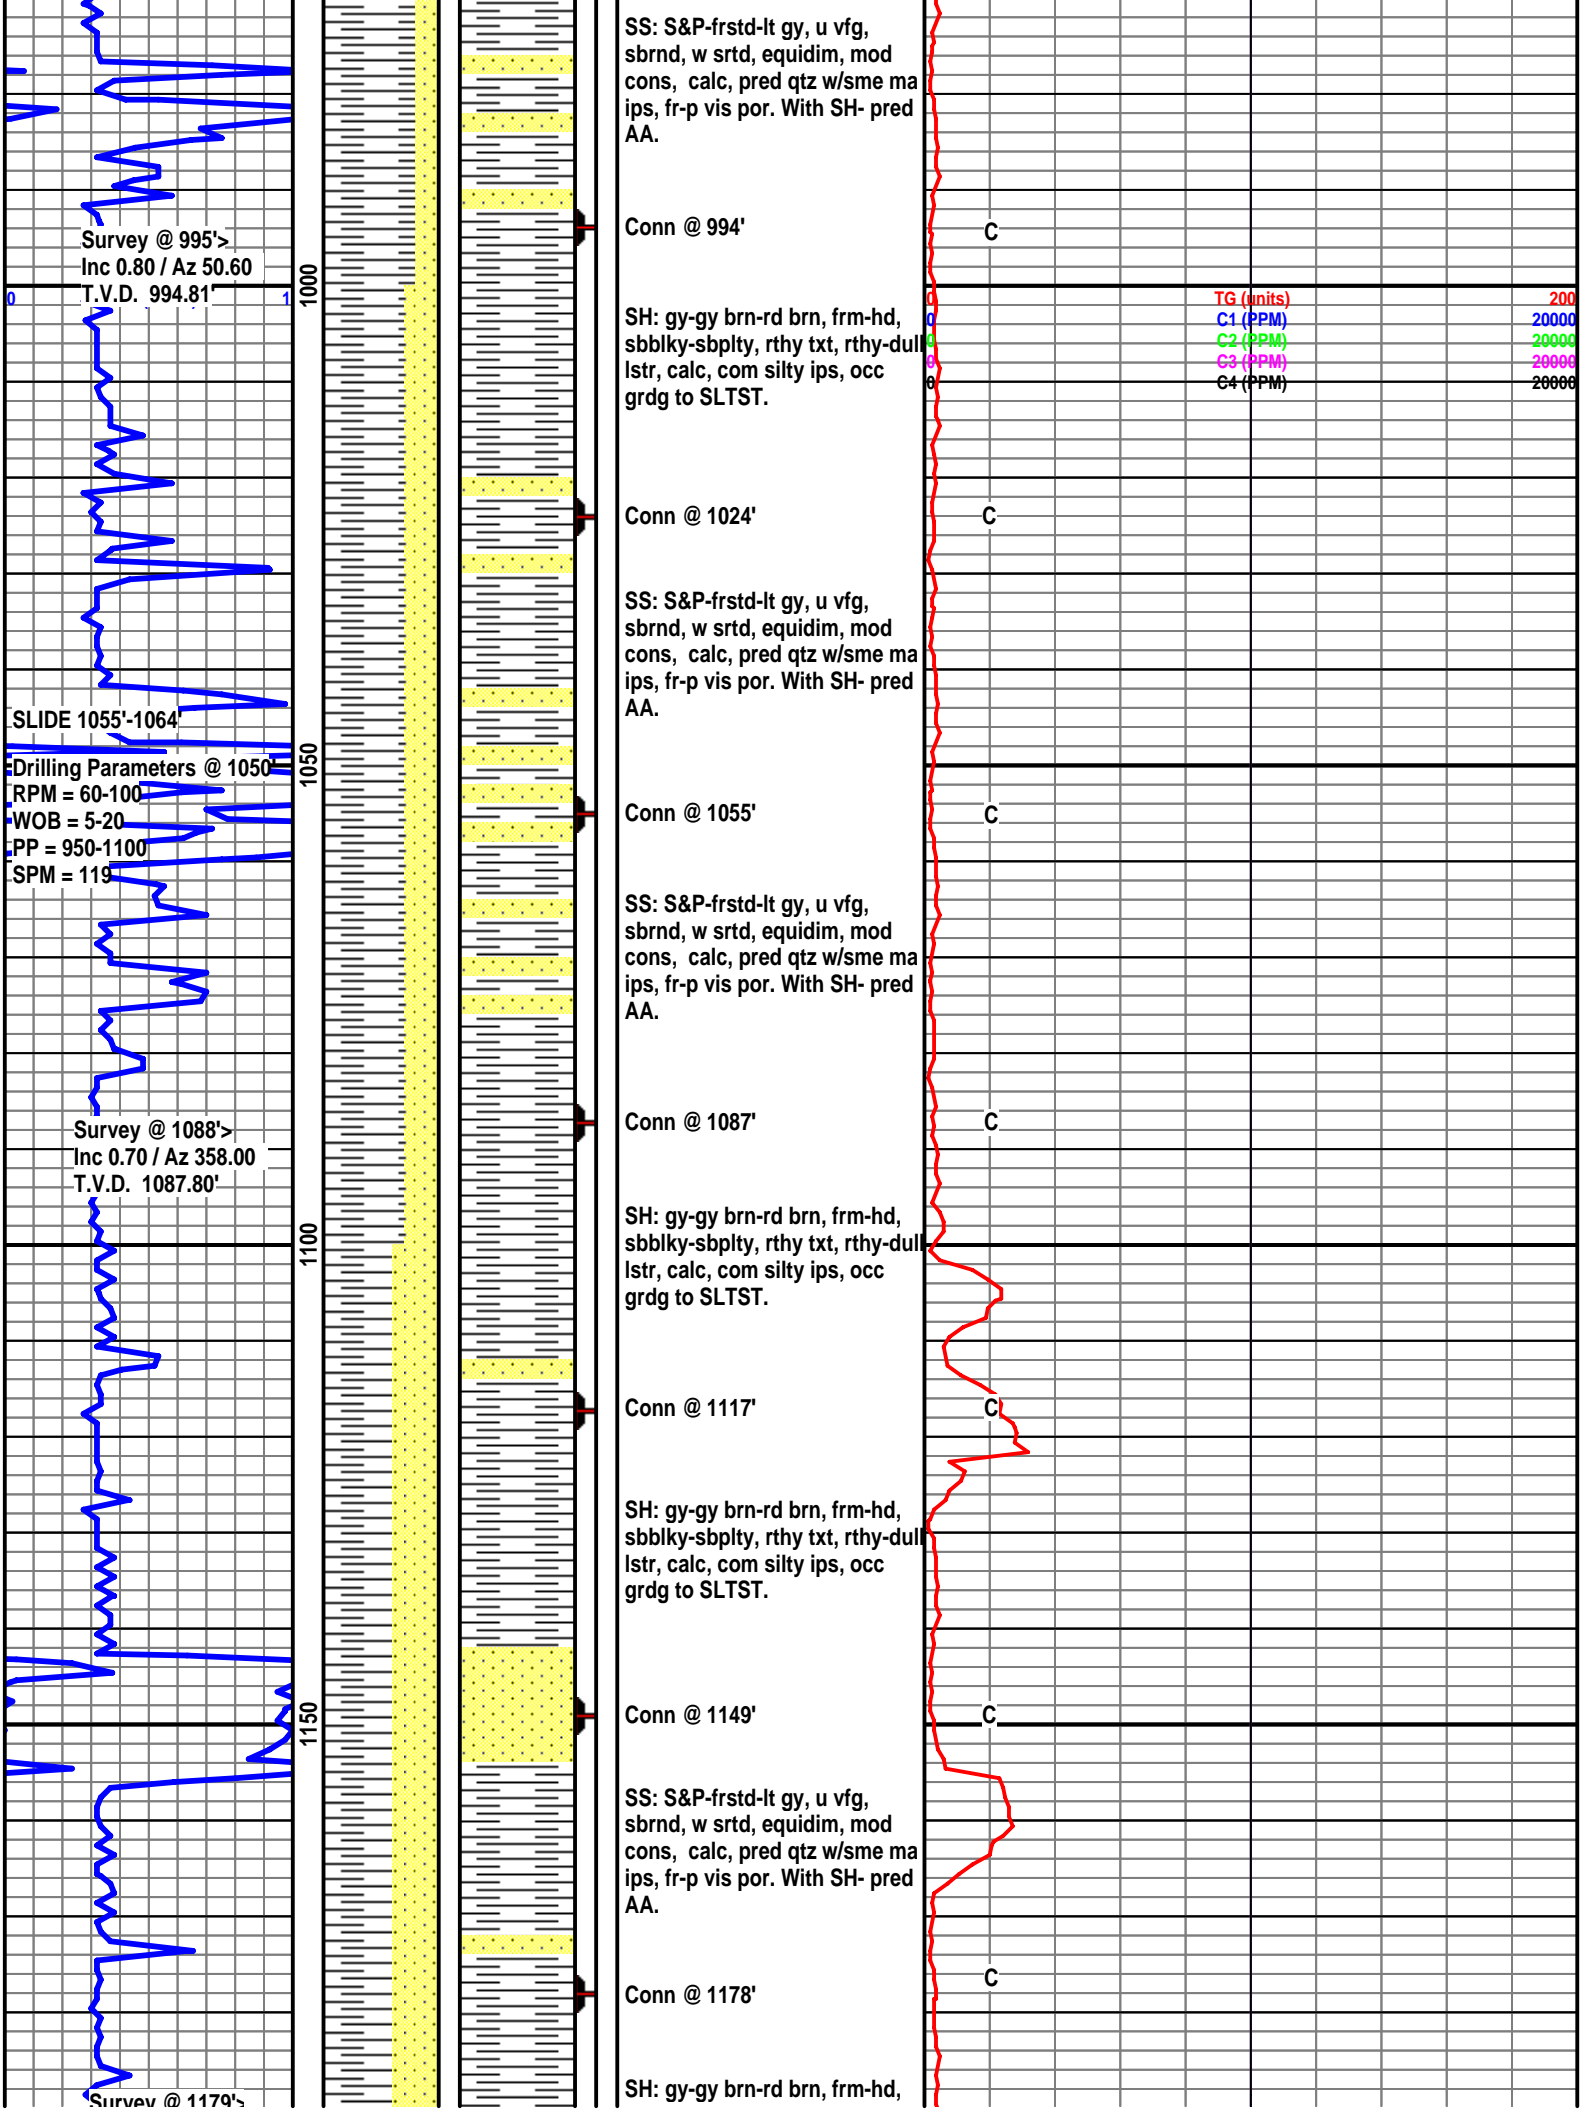 SS: S&P-frstd-lt gy, u vfg,
sbrnd, w srtd, equidim, mod
cons, calc, pred qtz w/sme ma
ips, fr-p vis por. With SH- pred
AA.
Conn @ 994'
C
Survey @ 995'>
Inc 0.80 / Az 50.60
T.V.D. 994.81'
0
1
1000
SH: gy-gy brn-rd brn, frm-hd,
sbblky-sbplty, rthy txt, rthy-dull
lstr, calc, com silty ips, occ
grdg to SLTST.
0 TG (units) 200
0 C1 (PPM) 20000
0 C2 (PPM) 20000
0 C3 (PPM) 20000
0 C4 (PPM) 20000
Conn @ 1024'
C
SS: S&P-frstd-lt gy, u vfg,
sbrnd, w srtd, equidim, mod
cons, calc, pred qtz w/sme ma
ips, fr-p vis por. With SH- pred
AA.
SLIDE 1055'-1064'
1050
Drilling Parameters @ 1050'
RPM = 60-100
WOB = 5-20
PP = 950-1100
SPM = 119
Conn @ 1055'
C
SS: S&P-frstd-lt gy, u vfg,
sbrnd, w srtd, equidim, mod
cons, calc, pred qtz w/sme ma
ips, fr-p vis por. With SH- pred
AA.
Conn @ 1087'
C
Survey @ 1088'>
Inc 0.70 / Az 358.00
T.V.D. 1087.80'
1100
SH: gy-gy brn-rd brn, frm-hd,
sbblky-sbplty, rthy txt, rthy-dull
lstr, calc, com silty ips, occ
grdg to SLTST.
Conn @ 1117'
C
SH: gy-gy brn-rd brn, frm-hd,
sbblky-sbplty, rthy txt, rthy-dull
lstr, calc, com silty ips, occ
grdg to SLTST.
Conn @ 1149'
C
1150
SS: S&P-frstd-lt gy, u vfg,
sbrnd, w srtd, equidim, mod
cons, calc, pred qtz w/sme ma
ips, fr-p vis por. With SH- pred
AA.
C
Conn @ 1178'
SH: gy-gy brn-rd brn, frm-hd,
Survey @ 1179'>